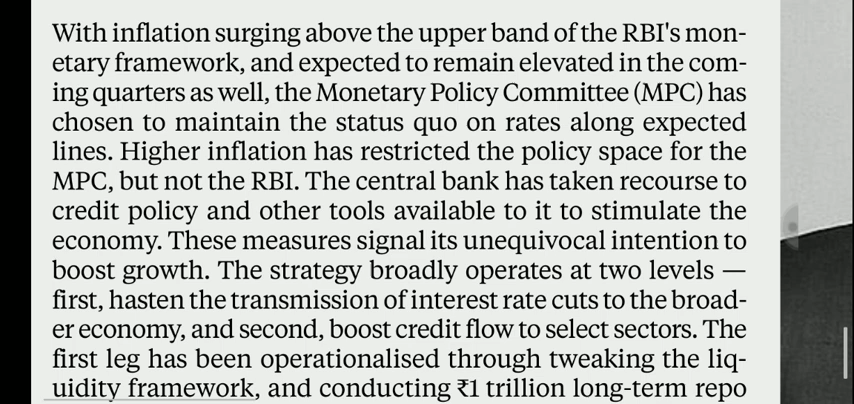 With inflation surging above the upper band of the RBI's mon-
etary framework, and expected to remain elevated in the com-
ing quarters as well, the Monetary Policy Committee (MPC) has
chosen to maintain the status quo on rates along expected
lines. Higher inflation has restricted the policy space for the
MPC, but not the RBI. The central bank has taken recourse to
credit policy and other tools available to it to stimulate the
economy. These measures signal its unequivocal intention to
boost growth. The strategy broadly operates at two levels —
first, hasten the transmission of interest rate cuts to the broad-
er economy, and second, boost credit flow to select sectors. The
first leg has been operationalised through tweaking the liq-
uidity framework, and conducting ₹1 trillion long-term repo